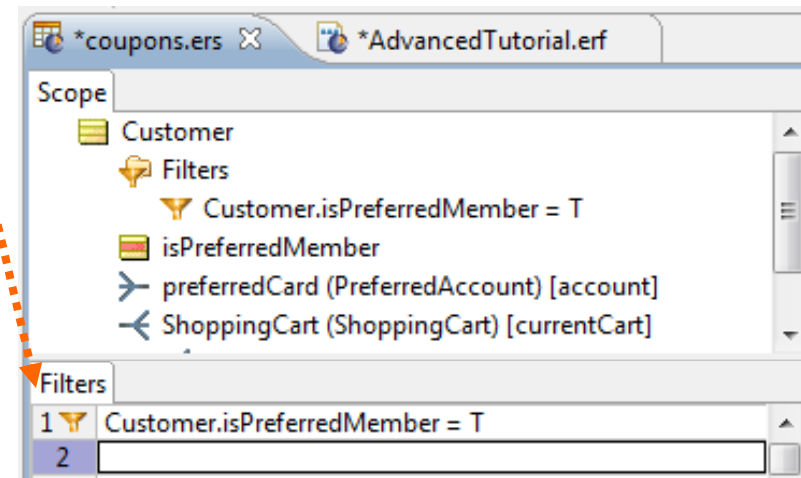 *coupons.ers *AdvancedTutorial.erf
Scope
Customer
Filters
Customer.isPreferredMember = T
isPreferredMember
preferredCard (PreferredAccount) [account]
ShoppingCart (ShoppingCart) [currentCart]
Filters
1 Customer.isPreferredMember = T
2